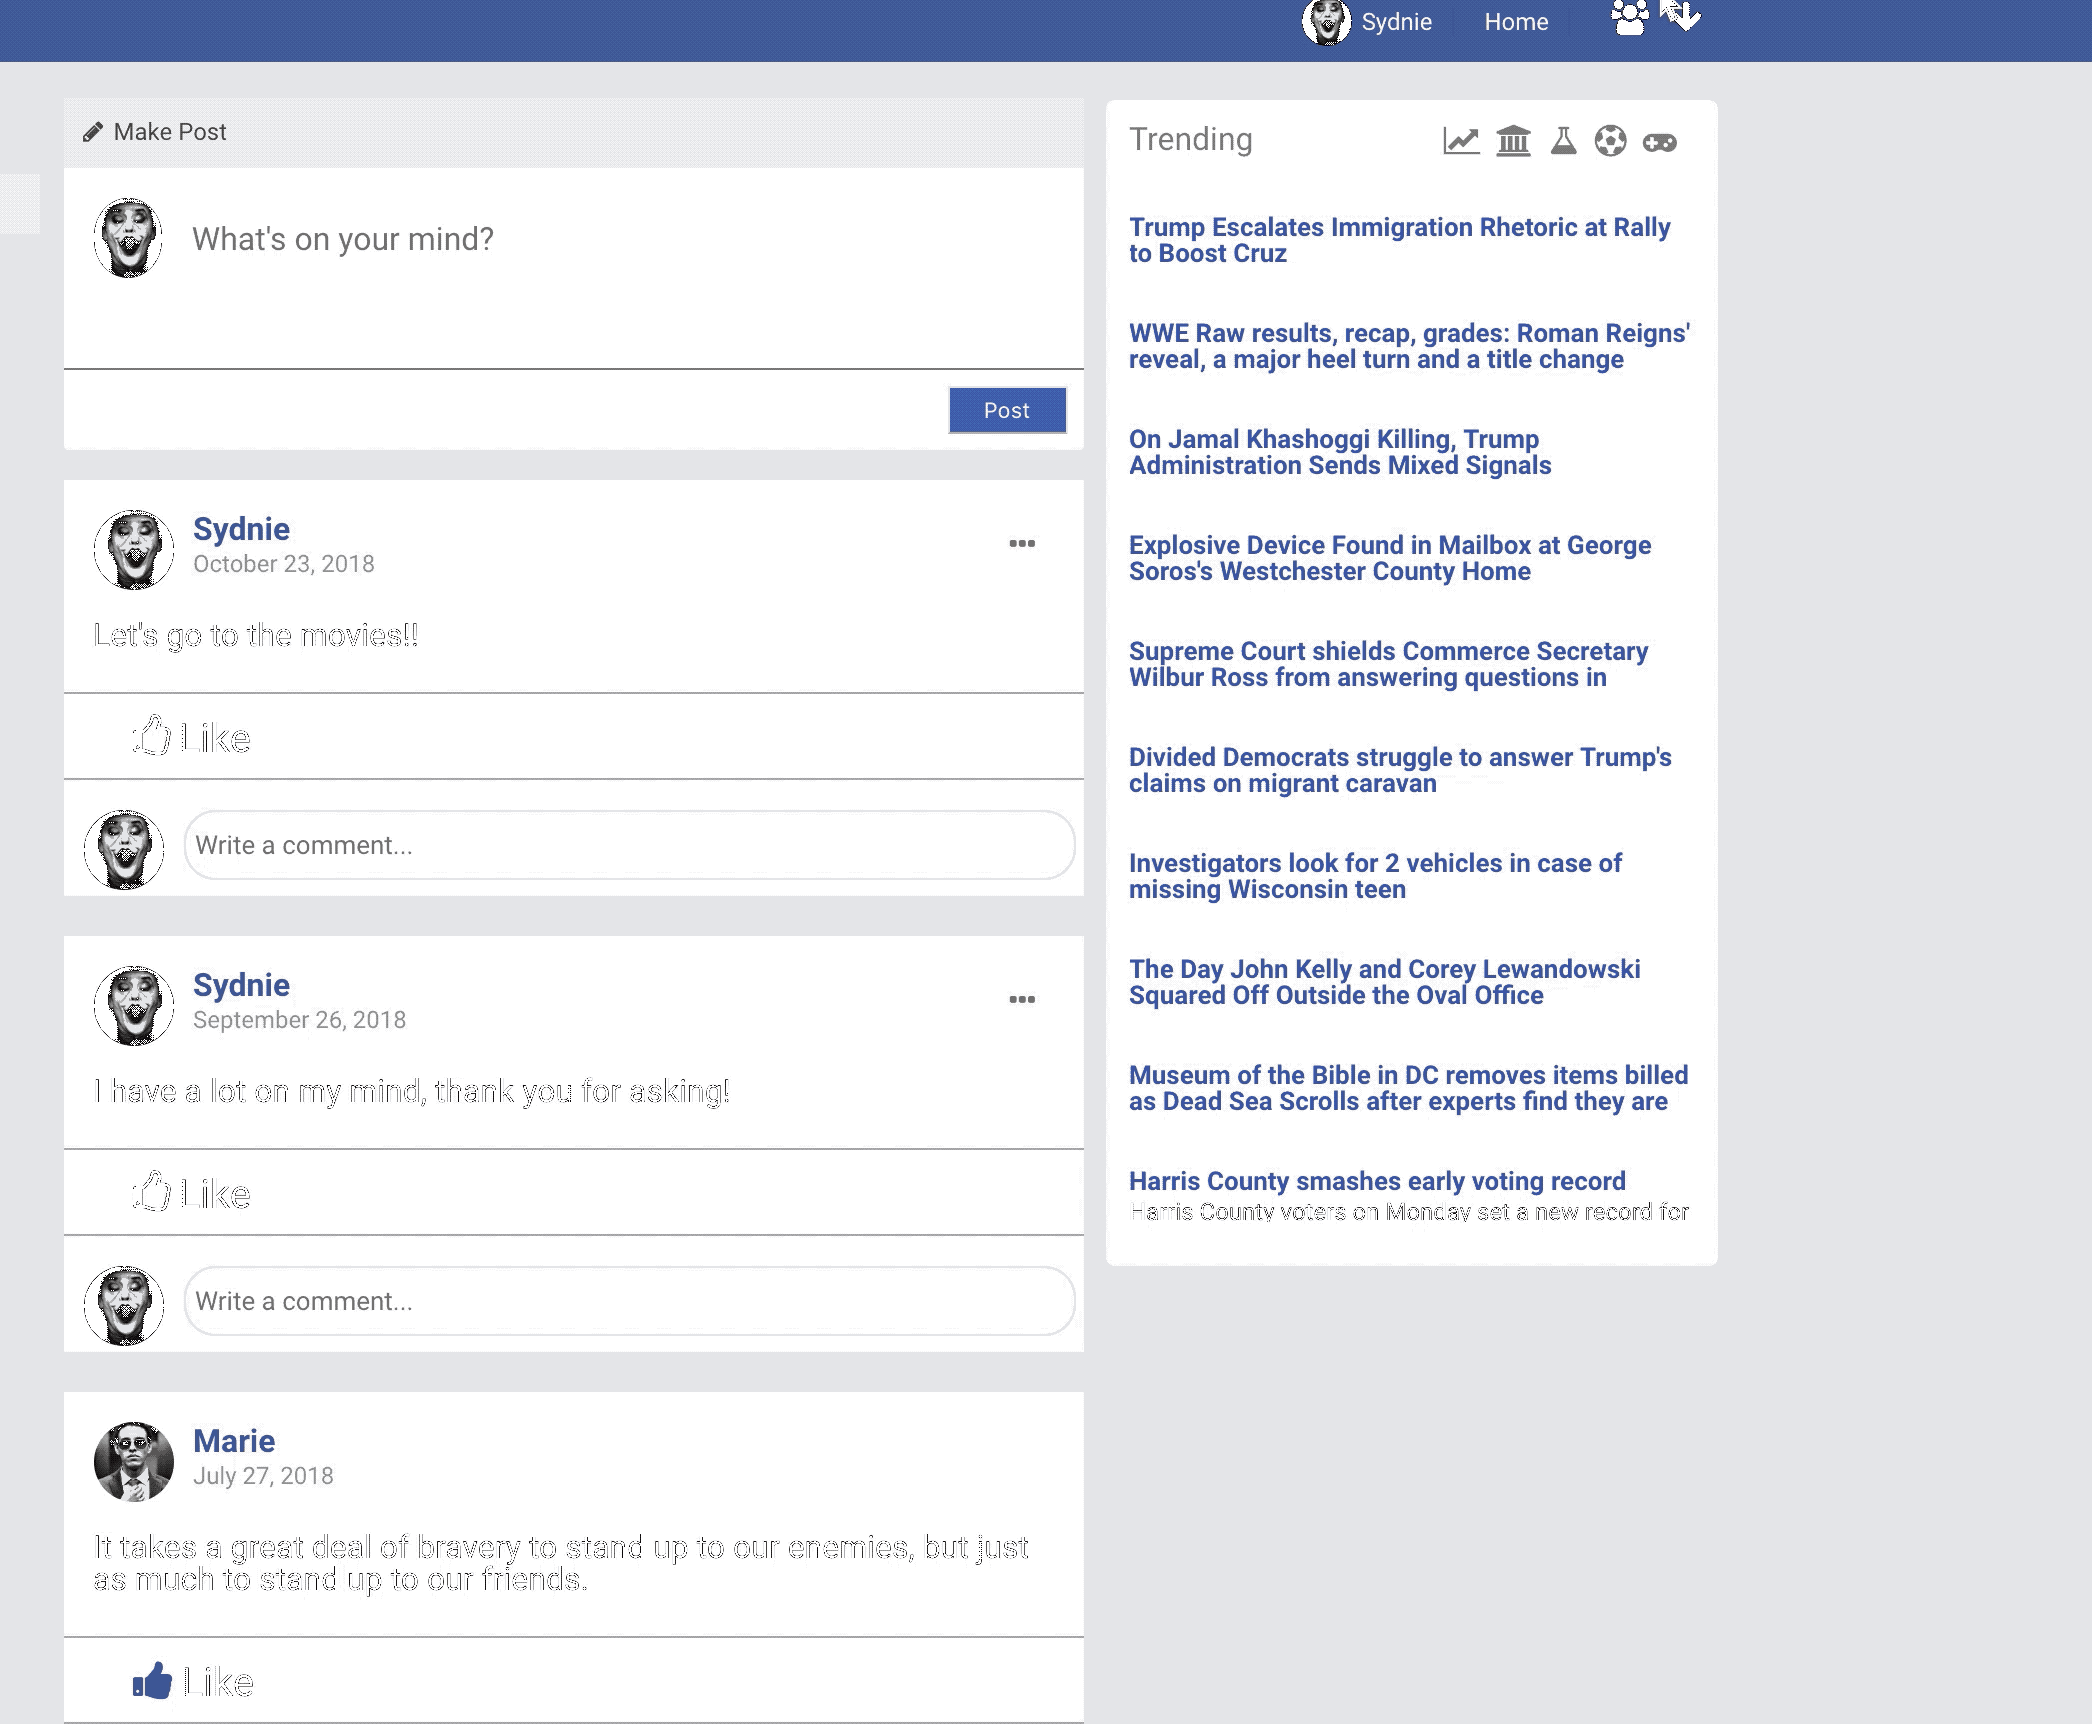 Sydnie
Home
Make Post
What's on your mind?
Post
Sydnie
October 23, 2018
Let's go to the movies!!
Like
Write a comment...
Sydnie
September 26, 2018
I have a lot on my mind, thank you for asking!
Like
Write a comment...
Marie
July 27, 2018
It takes a great deal of bravery to stand up to our enemies, but just
as much to stand up to our friends.
Like
Trending
Trump Escalates Immigration Rhetoric at Rally
to Boost Cruz
WWE Raw results, recap, grades: Roman Reigns'
reveal, a major heel turn and a title change
On Jamal Khashoggi Killing, Trump
Administration Sends Mixed Signals
Explosive Device Found in Mailbox at George
Soros's Westchester County Home
Supreme Court shields Commerce Secretary
Wilbur Ross from answering questions in
Divided Democrats struggle to answer Trump's
claims on migrant caravan
Investigators look for 2 vehicles in case of
missing Wisconsin teen
The Day John Kelly and Corey Lewandowski
Squared Off Outside the Oval Office
Museum of the Bible in DC removes items billed
as Dead Sea Scrolls after experts find they are
Harris County smashes early voting record
Harris County voters on Monday set a new record for